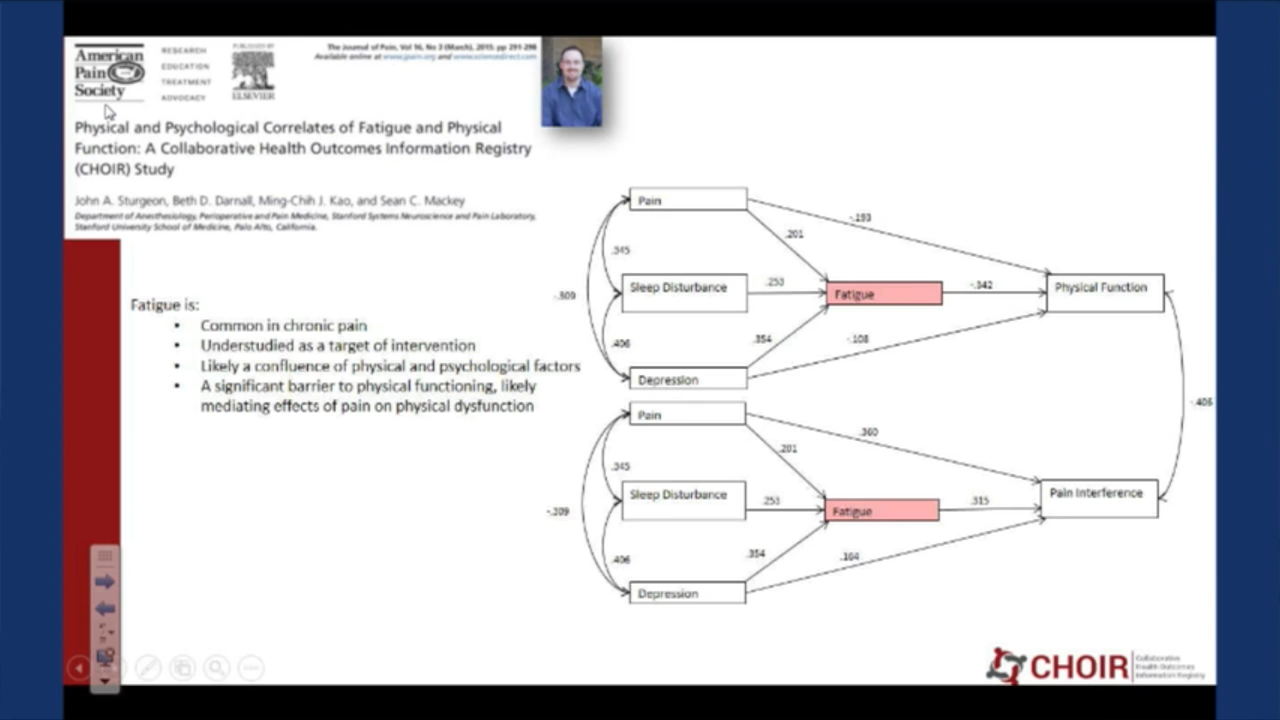 American
Pain
Society
RESEARCH
EDUCATION
TREATMENT
ADVOCACY
PUBLISHED BY
ELSEVIER
The Journal of Pain, Vol 16, No 3 (March), 2015: pp 291-298
Available online at www.jpain.org and www.sciencedirect.com
Physical and Psychological Correlates of Fatigue and Physical
Function: A Collaborative Health Outcomes Information Registry
(CHOIR) Study
John A. Sturgeon, Beth D. Darnall, Ming-Chih J. Kao, and Sean C. Mackey
Department of Anesthesiology, Perioperative and Pain Medicine, Stanford Systems Neuroscience and Pain Laboratory,
Stanford University School of Medicine, Palo Alto, California.
Fatigue is:
• Common in chronic pain
• Understudied as a target of intervention
• Likely a confluence of physical and psychological factors
• A significant barrier to physical functioning, likely
mediating effects of pain on physical dysfunction
Pain
-.193
.201
.345
Sleep Disturbance
.253
Fatigue
-.342
Physical Function
-.309
.406
.354
-.108
Depression
-.406
Pain
.360
.201
.345
Sleep Disturbance
.253
Fatigue
.315
Pain Interference
-.309
.406
.354
.164
Depression
CHOIR
Collaborative
Health Outcomes
Information Registry